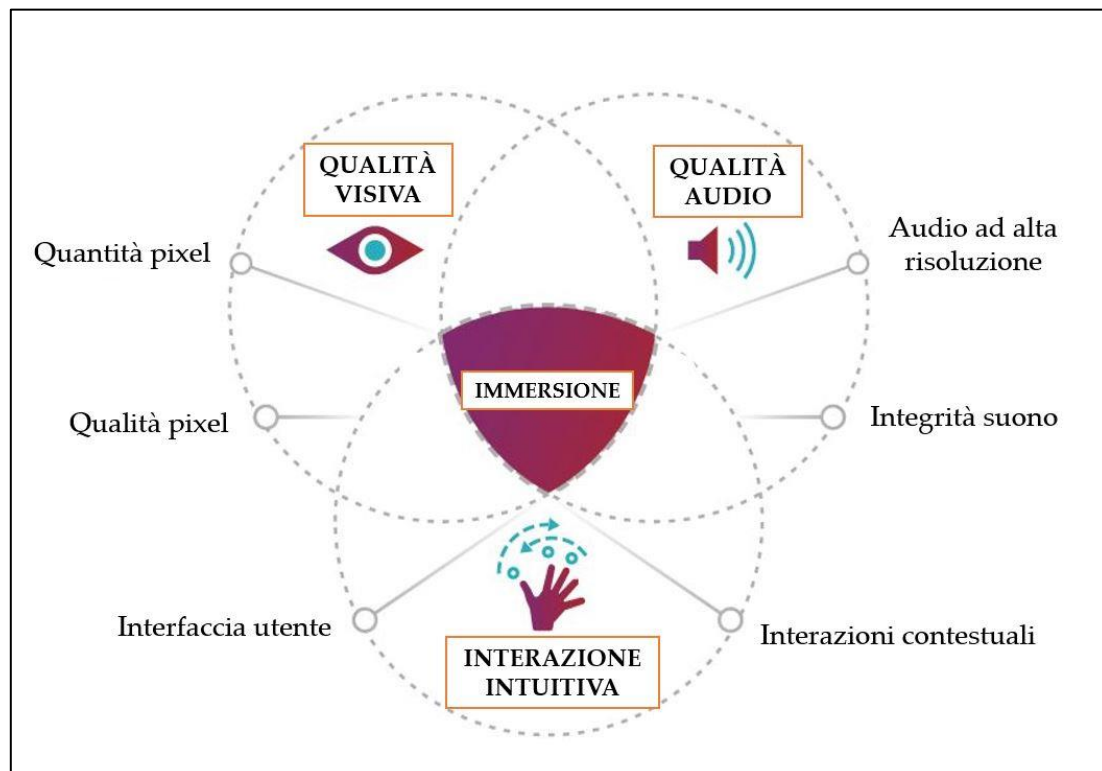 QUALITÀ
VISIVA
QUALITÀ
AUDIO
Quantità pixel
Audio ad alta
risoluzione
IMMERSIONE
Qualità pixel
Integrità suono
Interfaccia utente
Interazioni contestuali
INTERAZIONE
INTUITIVA